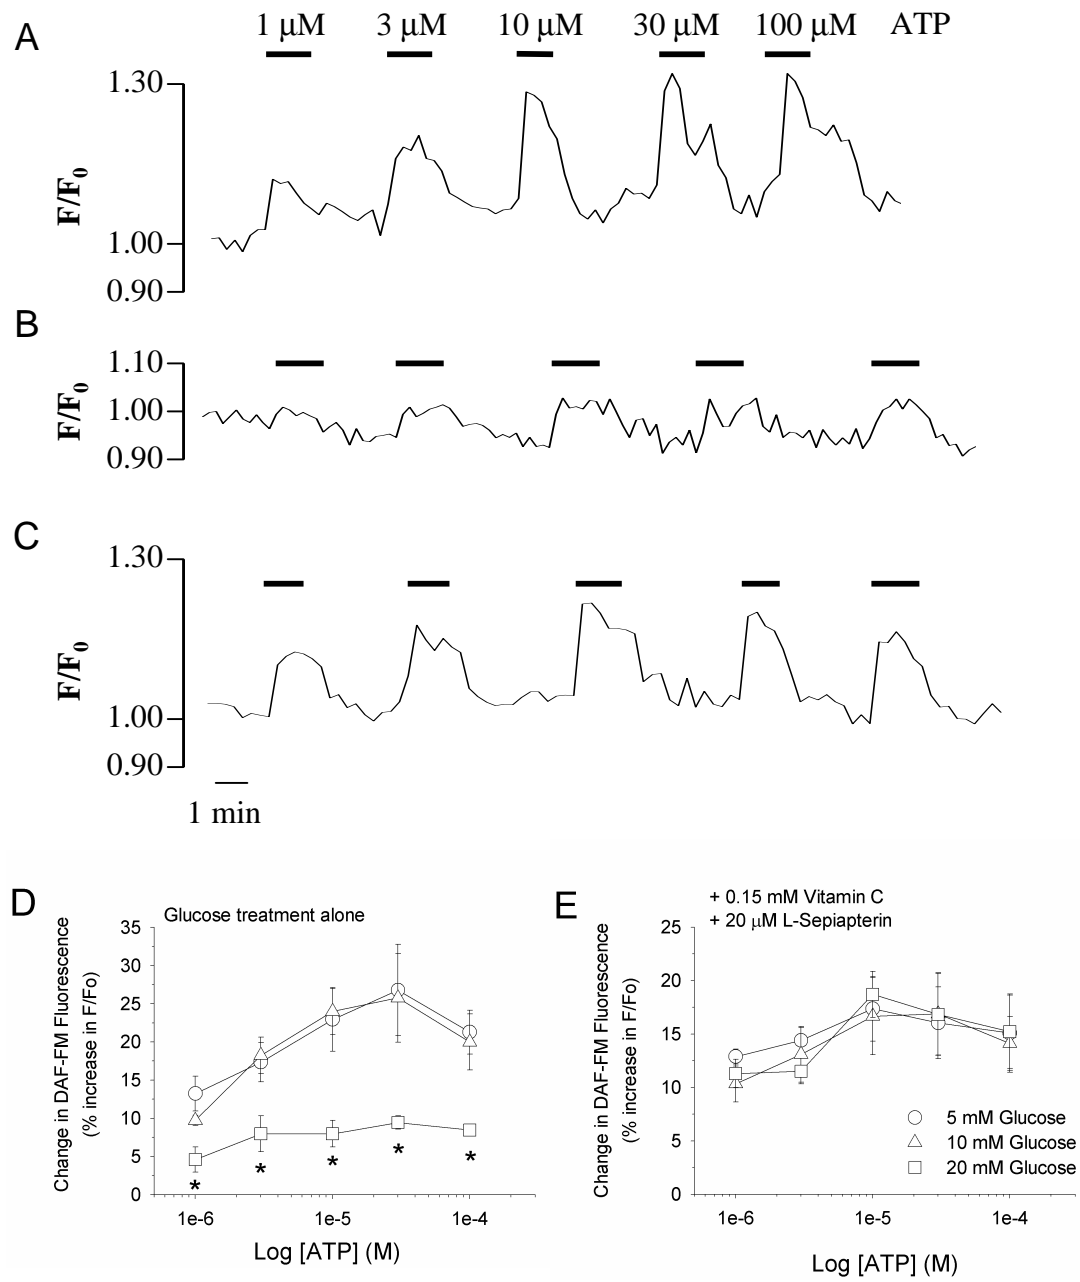 A
1 μM 3 μM 10 μM 30 μM 100 μM ATP
1.30
F/F0
1.00
0.90
B
1.10
F/F0
1.00
0.90
C
1.30
F/F0
1.00
0.90
1 min
D
Glucose treatment alone
Change in DAF-FM Fluorescence
(% increase in F/Fo)
35
30
25
20
15
10
5
0
* * * * *
1e-6 1e-5 1e-4
Log [ATP] (M)
E
+ 0.15 mM Vitamin C
+ 20 μM L-Sepiapterin
Change in DAF-FM Fluorescence
(% increase in F/Fo)
25
20
15
10
5
0
5 mM Glucose
10 mM Glucose
20 mM Glucose
1e-6 1e-5 1e-4
Log [ATP] (M)